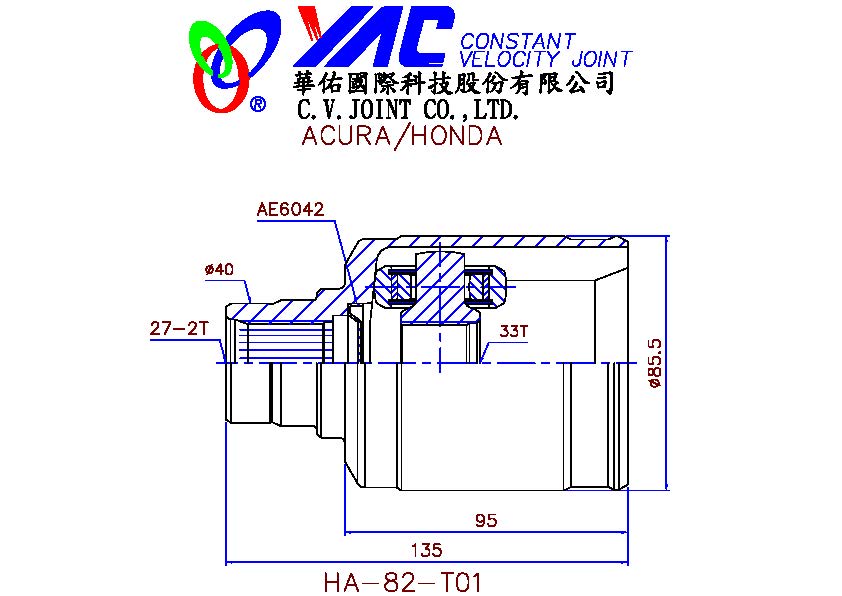 YAC CONSTANT
VELOCITY JOINT
®
華佑國際科技股份有限公司
C.V.JOINT CO.,LTD.
ACURA/HONDA
AE6042
ø40
27-2T
33T
ø85.5
95
135
HA-82-T01